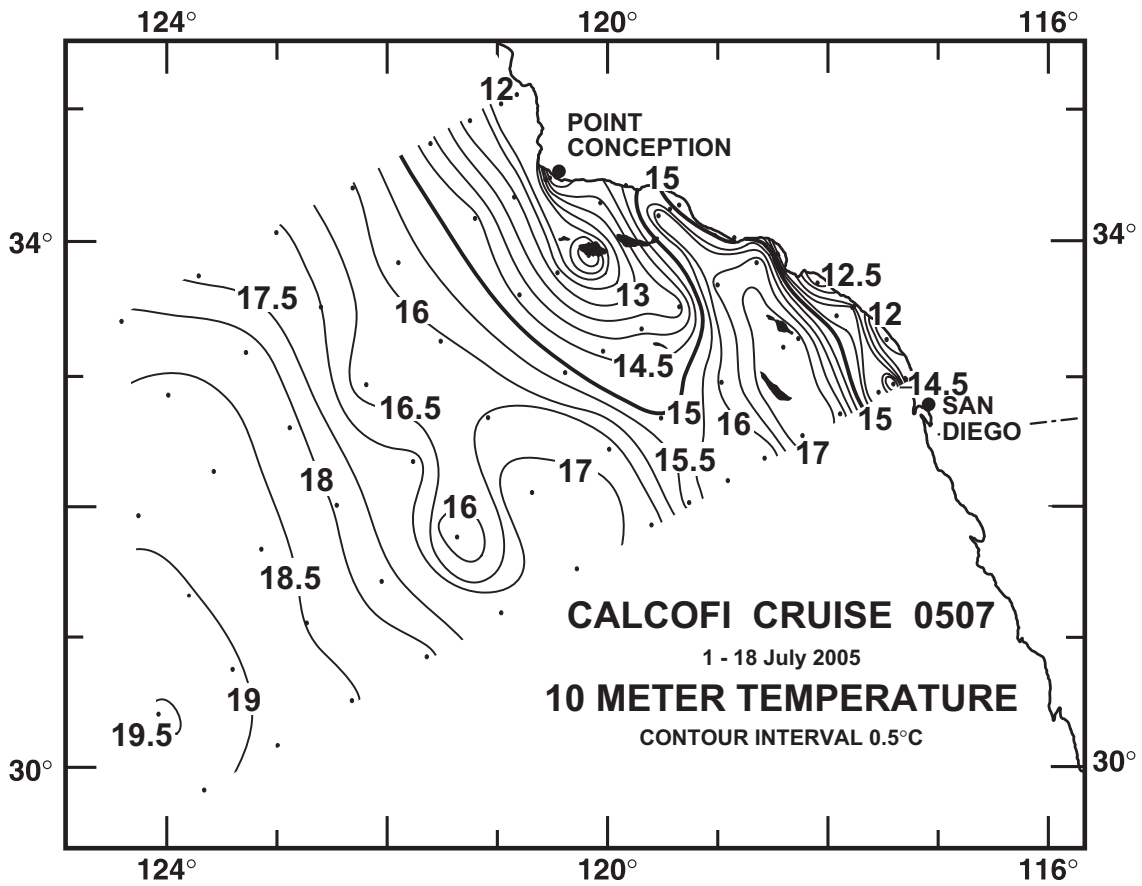 124° 120° 116°
12
POINT
CONCEPTION
15
34° 34°
12.5
17.5 13 12
16
14.5
14.5
16.5 15 16 15 SAN
DIEGO
15.5 17
17
18
16
18.5
CALCOFI CRUISE 0507
1 - 18 July 2005
10 METER TEMPERATURE
CONTOUR INTERVAL 0.5°C
19
19.5
30° 30°
124° 120° 116°